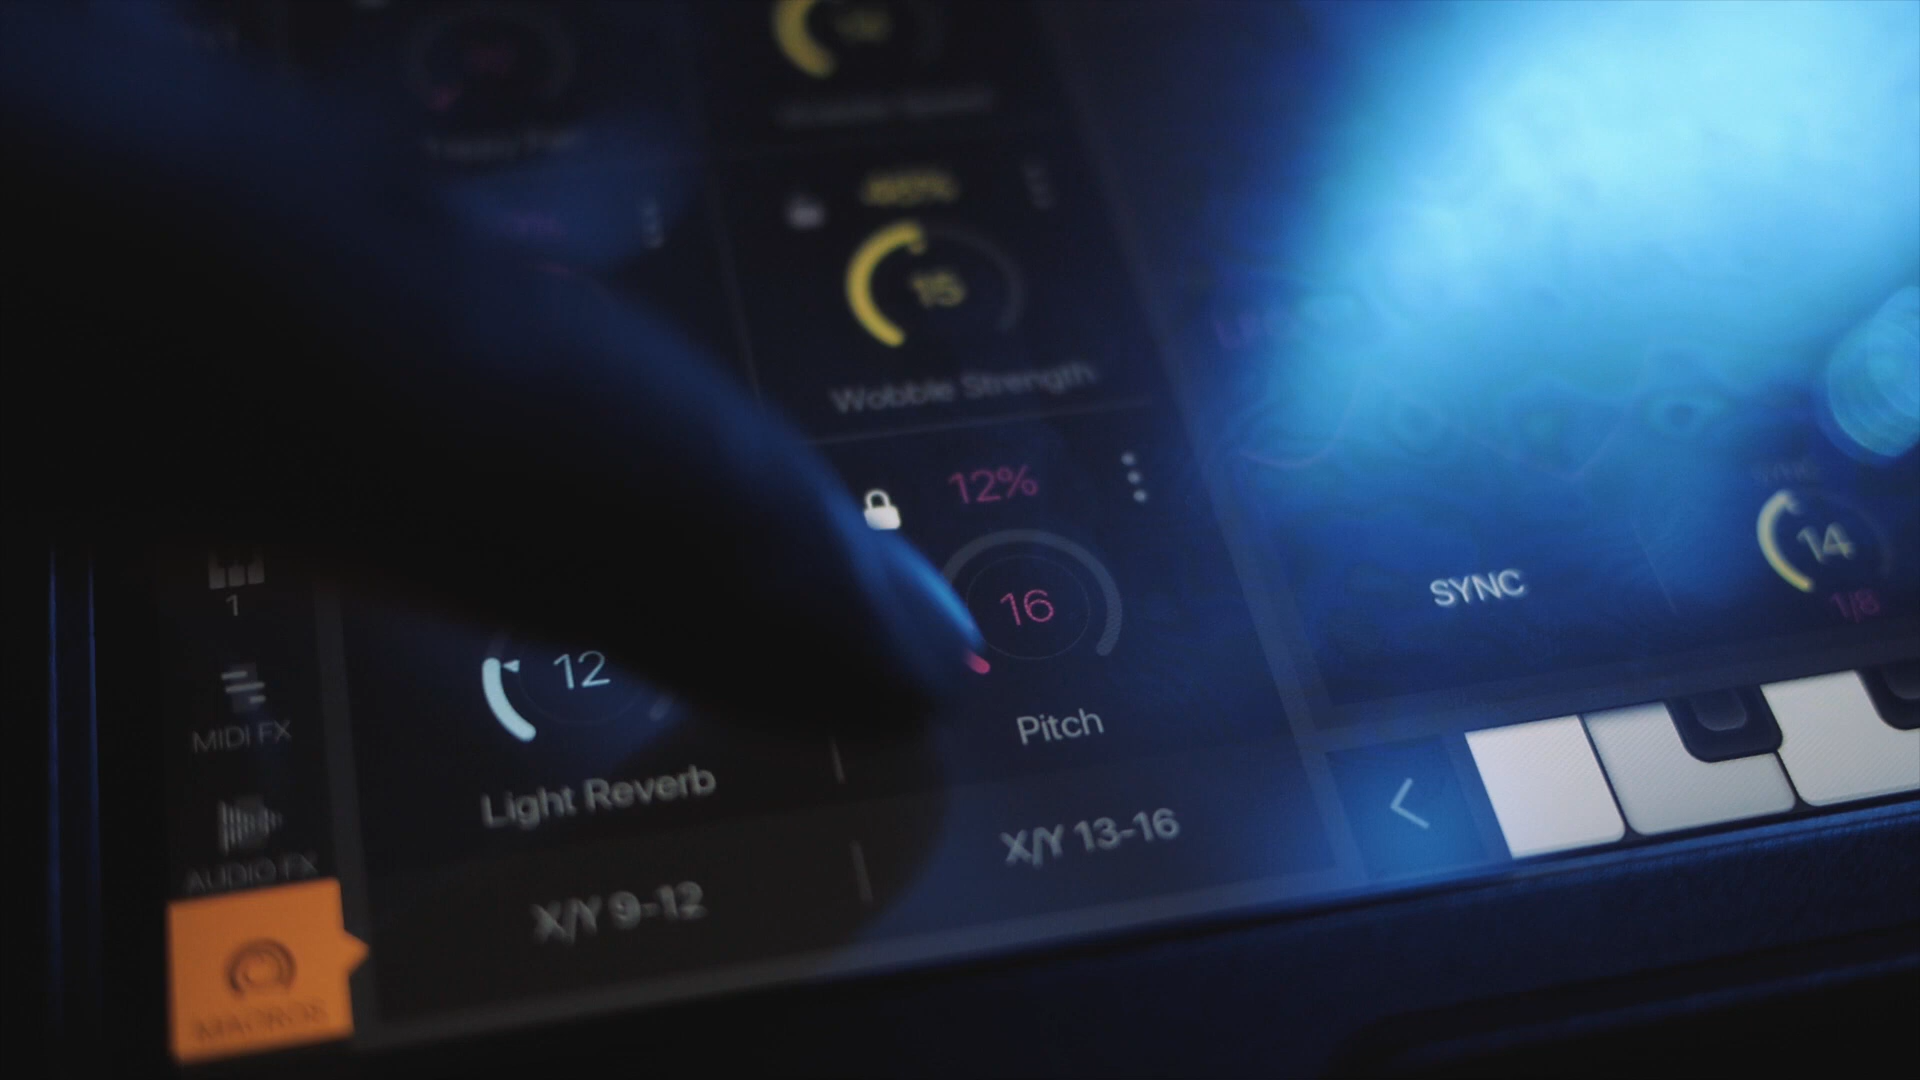 15
Wobble Strength
12%
16
Pitch
SYNC
14
1/8
1
MIDI FX
12
Light Reverb
AUDIO FX
X/Y 9-12
X/Y 13-16
MACROS